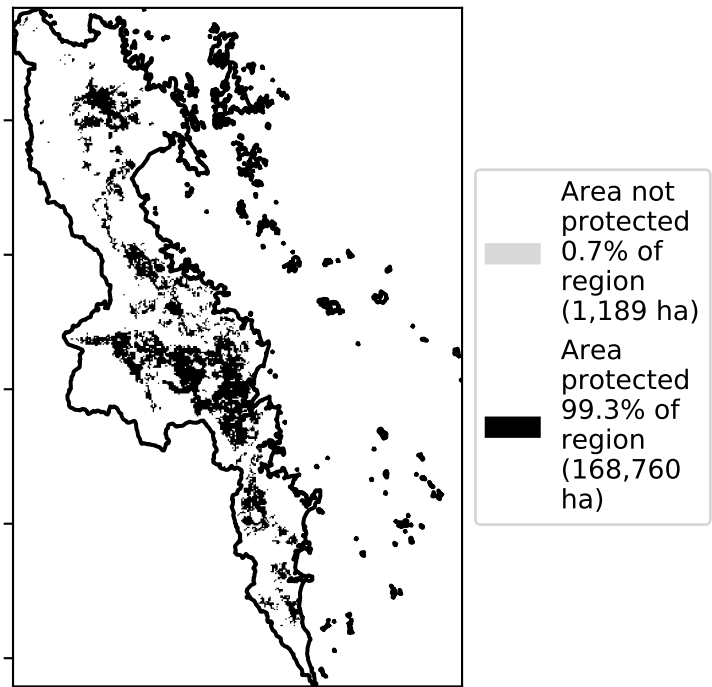 Area not
protected
0.7% of
region
(1,189 ha)
Area
protected
99.3% of
region
(168,760
ha)